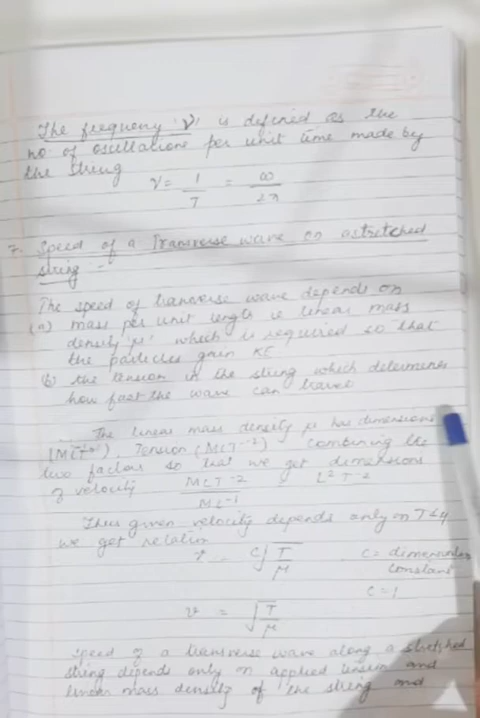 The frequency 'ν' is defined as the
no. of oscillations per unit time made by
the string
ν = 1/T = ω/2π
7. Speed of a Transverse wave on a stretched
string -
The speed of transverse wave depends on
(a) mass per unit length ie linear mass
density 'μ' which is required so that
the particles gain KE
(b) the tension in the string which determines
how fast the wave can travel
The linear mass density μ has dimensions
Tension (MLT⁻²) combining the
two factors so that we get dimensions
of velocity MLT⁻²/ML⁻¹ = L²T⁻²
Thus given velocity depends only on T & μ
we get relation
v = C√T/μ C = dimensionless
constant
C = 1
v = √T/μ
Speed of a transverse wave along a stretched
string depends only on applied tension and
linear mass density of the string and